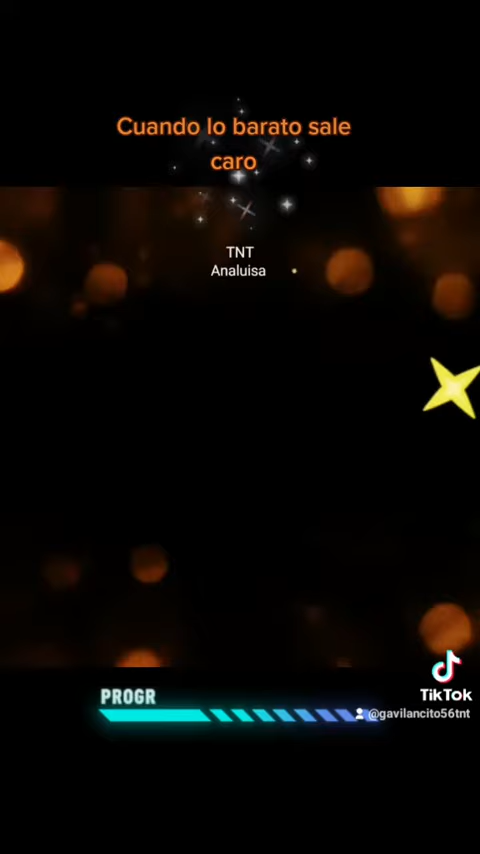 Cuando lo barato sale
caro
TNT
Analuisa
PROGR
TikTok
@gavilancito56tnt